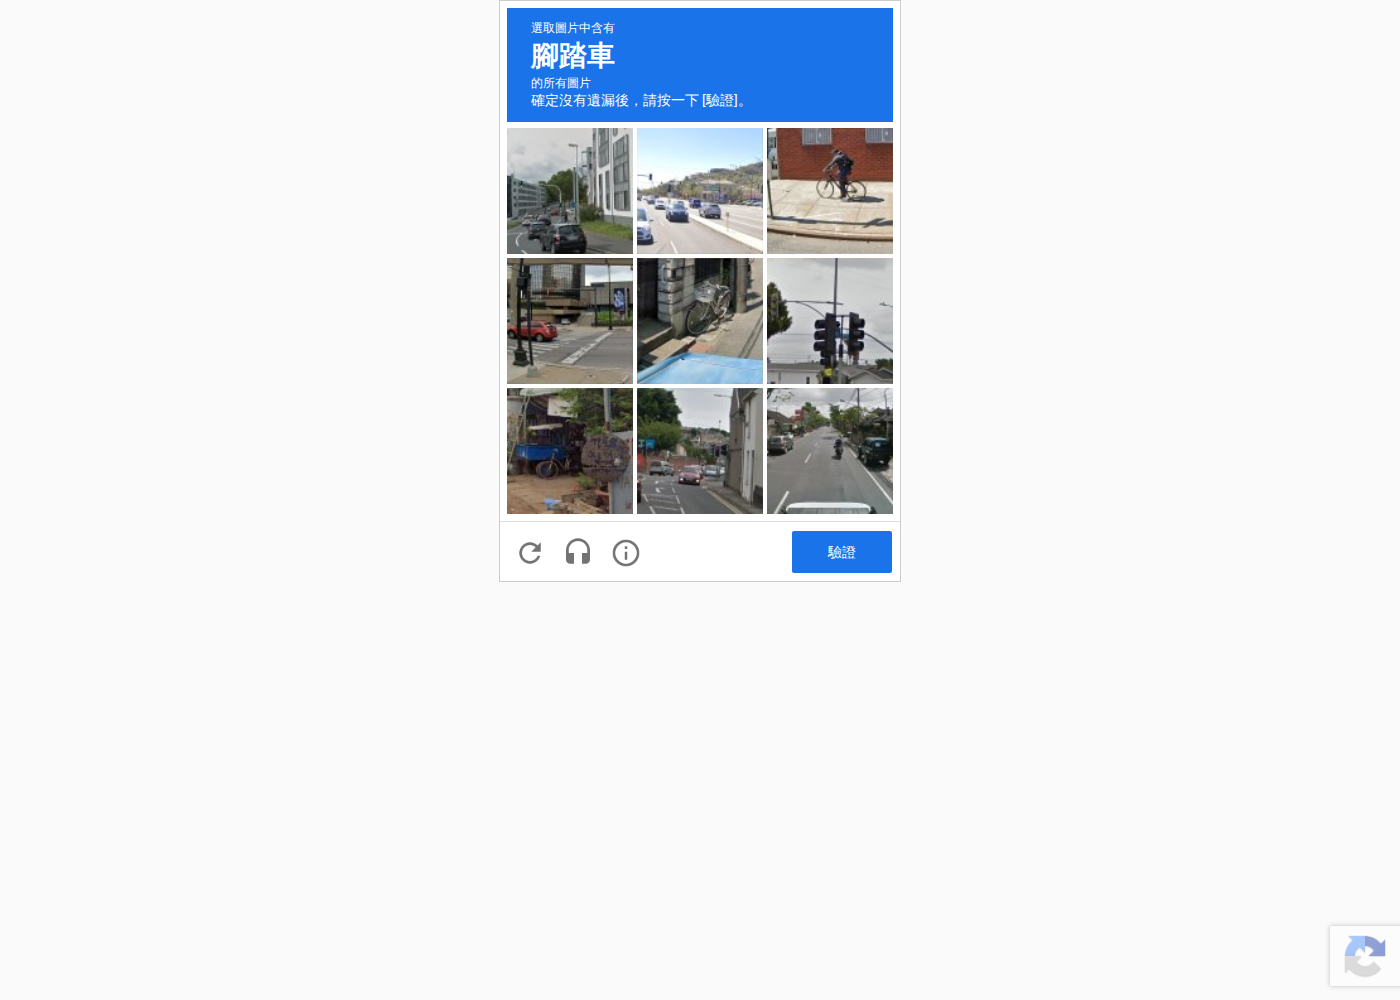 選取圖片中含有
腳踏車
的所有圖片
確定沒有遺漏後，請按一下 [驗證]。
驗證